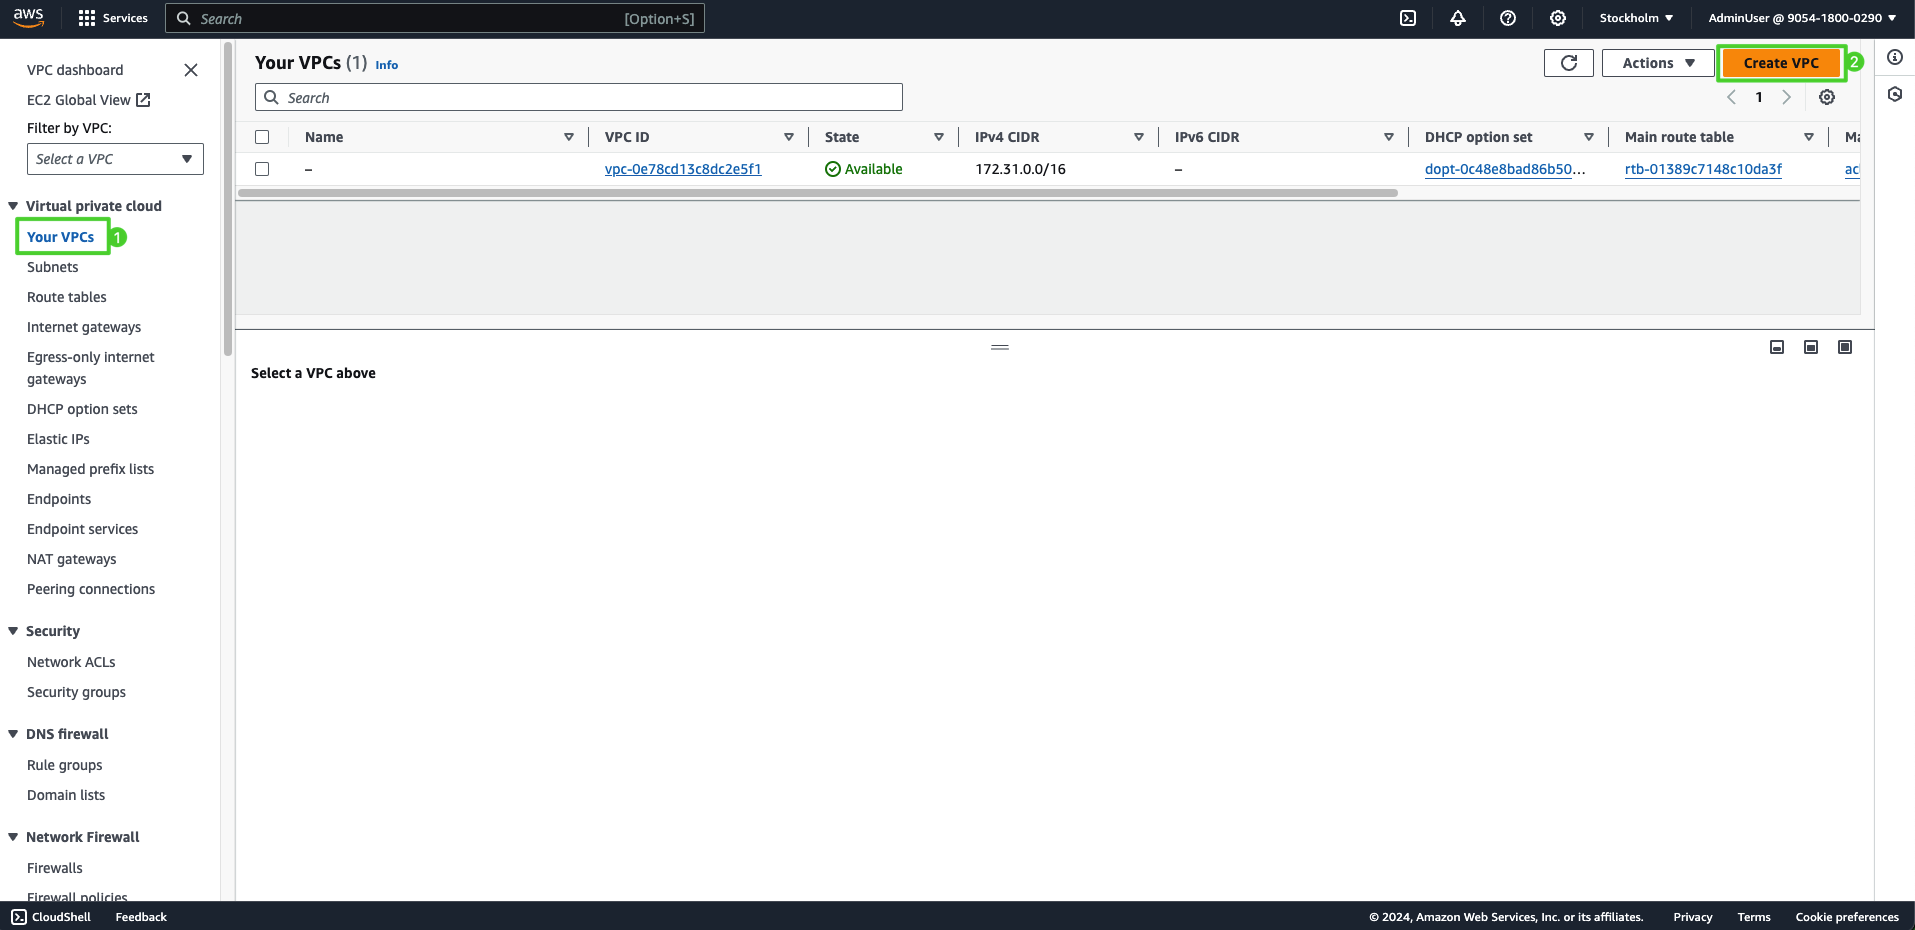 aws
Services
Search
[Option+S]
Stockholm
AdminUser @ 9054-1800-0290
VPC dashboard
EC2 Global View
Filter by VPC:
Select a VPC
Virtual private cloud
Your VPCs
1
Subnets
Route tables
Internet gateways
Egress-only internet
gateways
DHCP option sets
Elastic IPs
Managed prefix lists
Endpoints
Endpoint services
NAT gateways
Peering connections
Security
Network ACLs
Security groups
DNS firewall
Rule groups
Domain lists
Network Firewall
Firewalls
Firewall policies
Your VPCs (1) Info
Actions
Create VPC
2
Search
1
Name VPC ID State IPv4 CIDR IPv6 CIDR DHCP option set Main route table Ma
– vpc-0e78cd13c8dc2e5f1 Available 172.31.0.0/16 – dopt-0c48e8bad86b50... rtb-01389c7148c10da3f ac
Select a VPC above
CloudShell Feedback
© 2024, Amazon Web Services, Inc. or its affiliates. Privacy Terms Cookie preferences